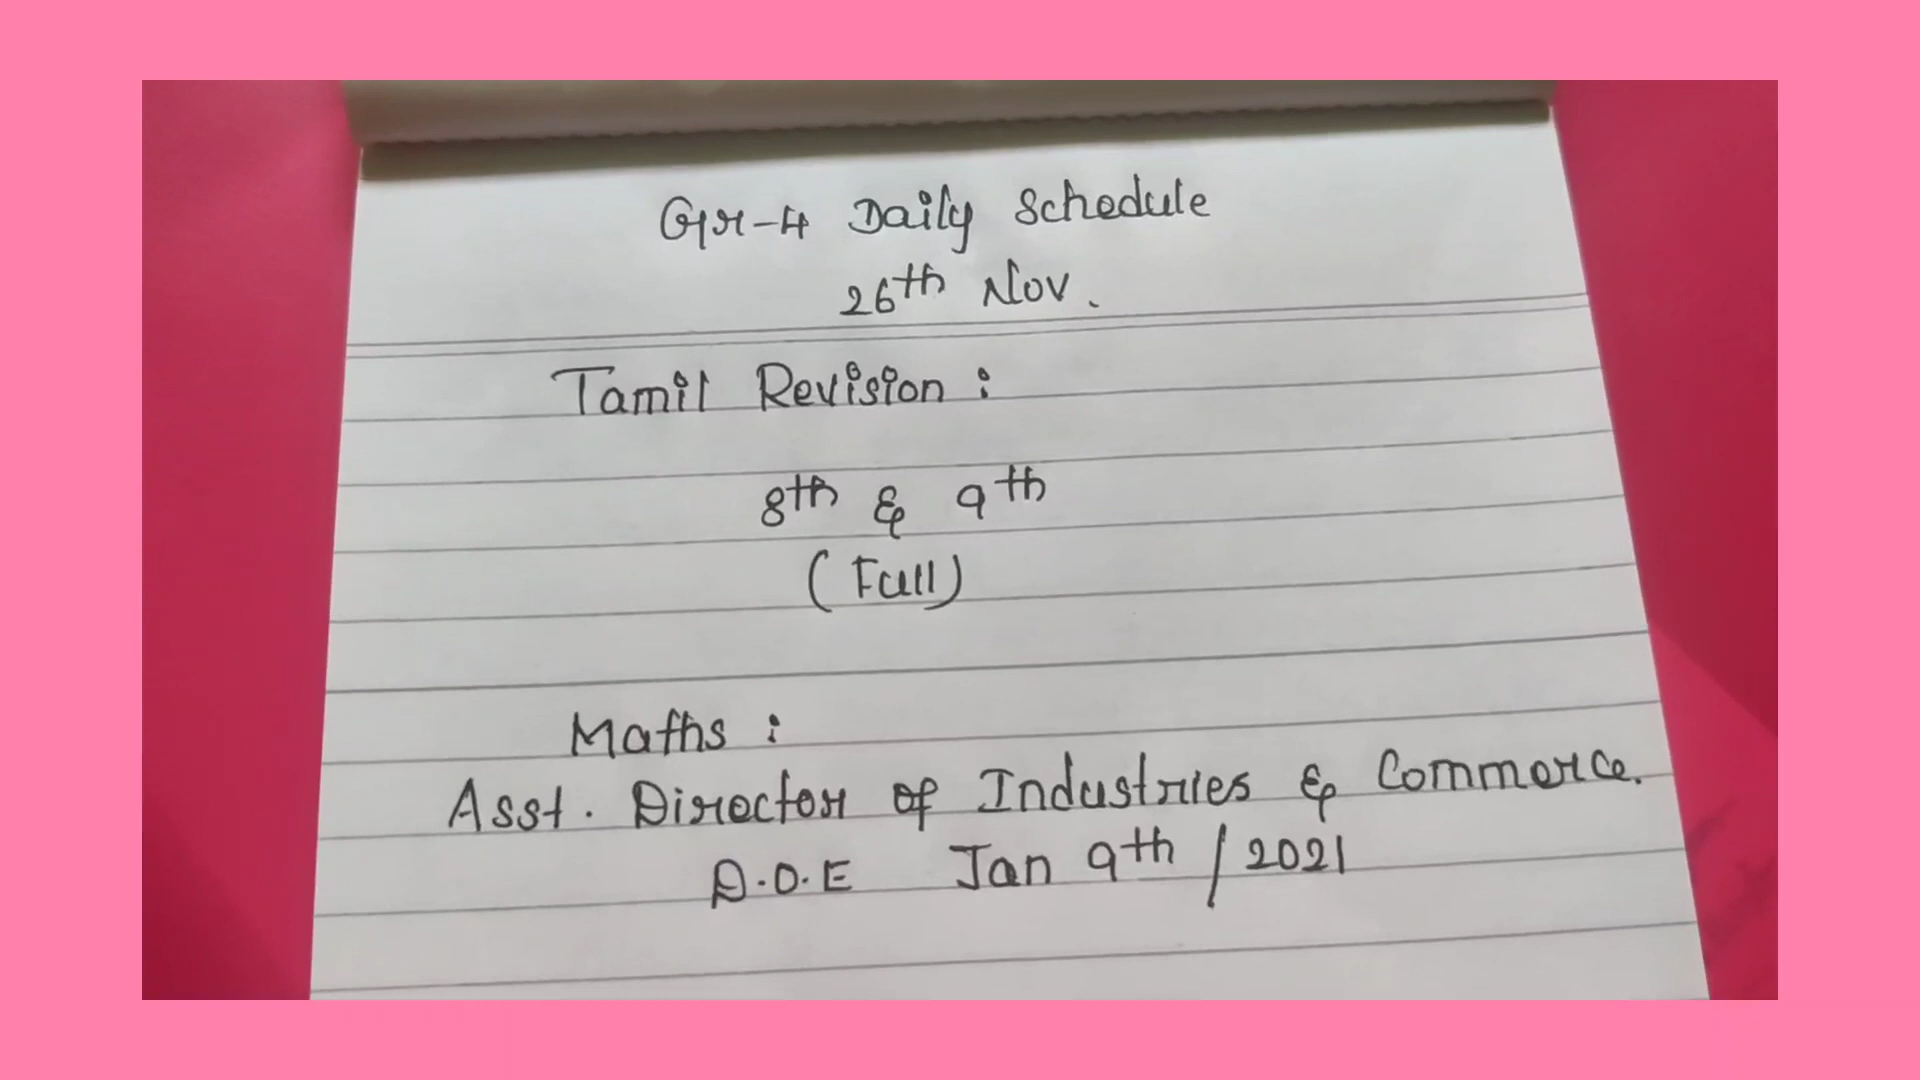 Gr-4 Daily Schedule
26th Nov.
Tamil Revision :
8th & 9th
(Full)
Maths :
Asst. Director of Industries & Commerce.
D.O.E Jan 9th / 2021